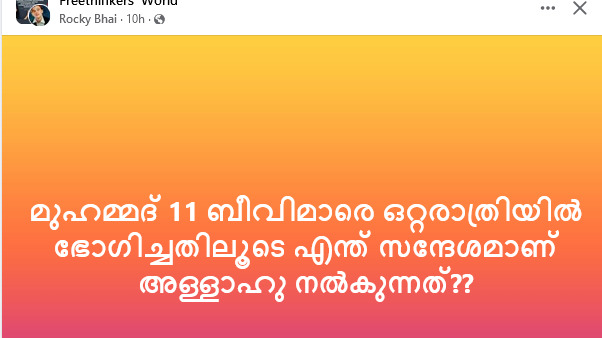 Freethinkers' World
Rocky Bhai · 10h ·
മുഹമ്മദ് 11 ബീവിമാരെ ഒറ്റരാത്രിയിൽ
ഭോഗിച്ചതിലൂടെ എന്ത് സന്ദേശമാണ്
അള്ളാഹു നൽകുന്നത്??